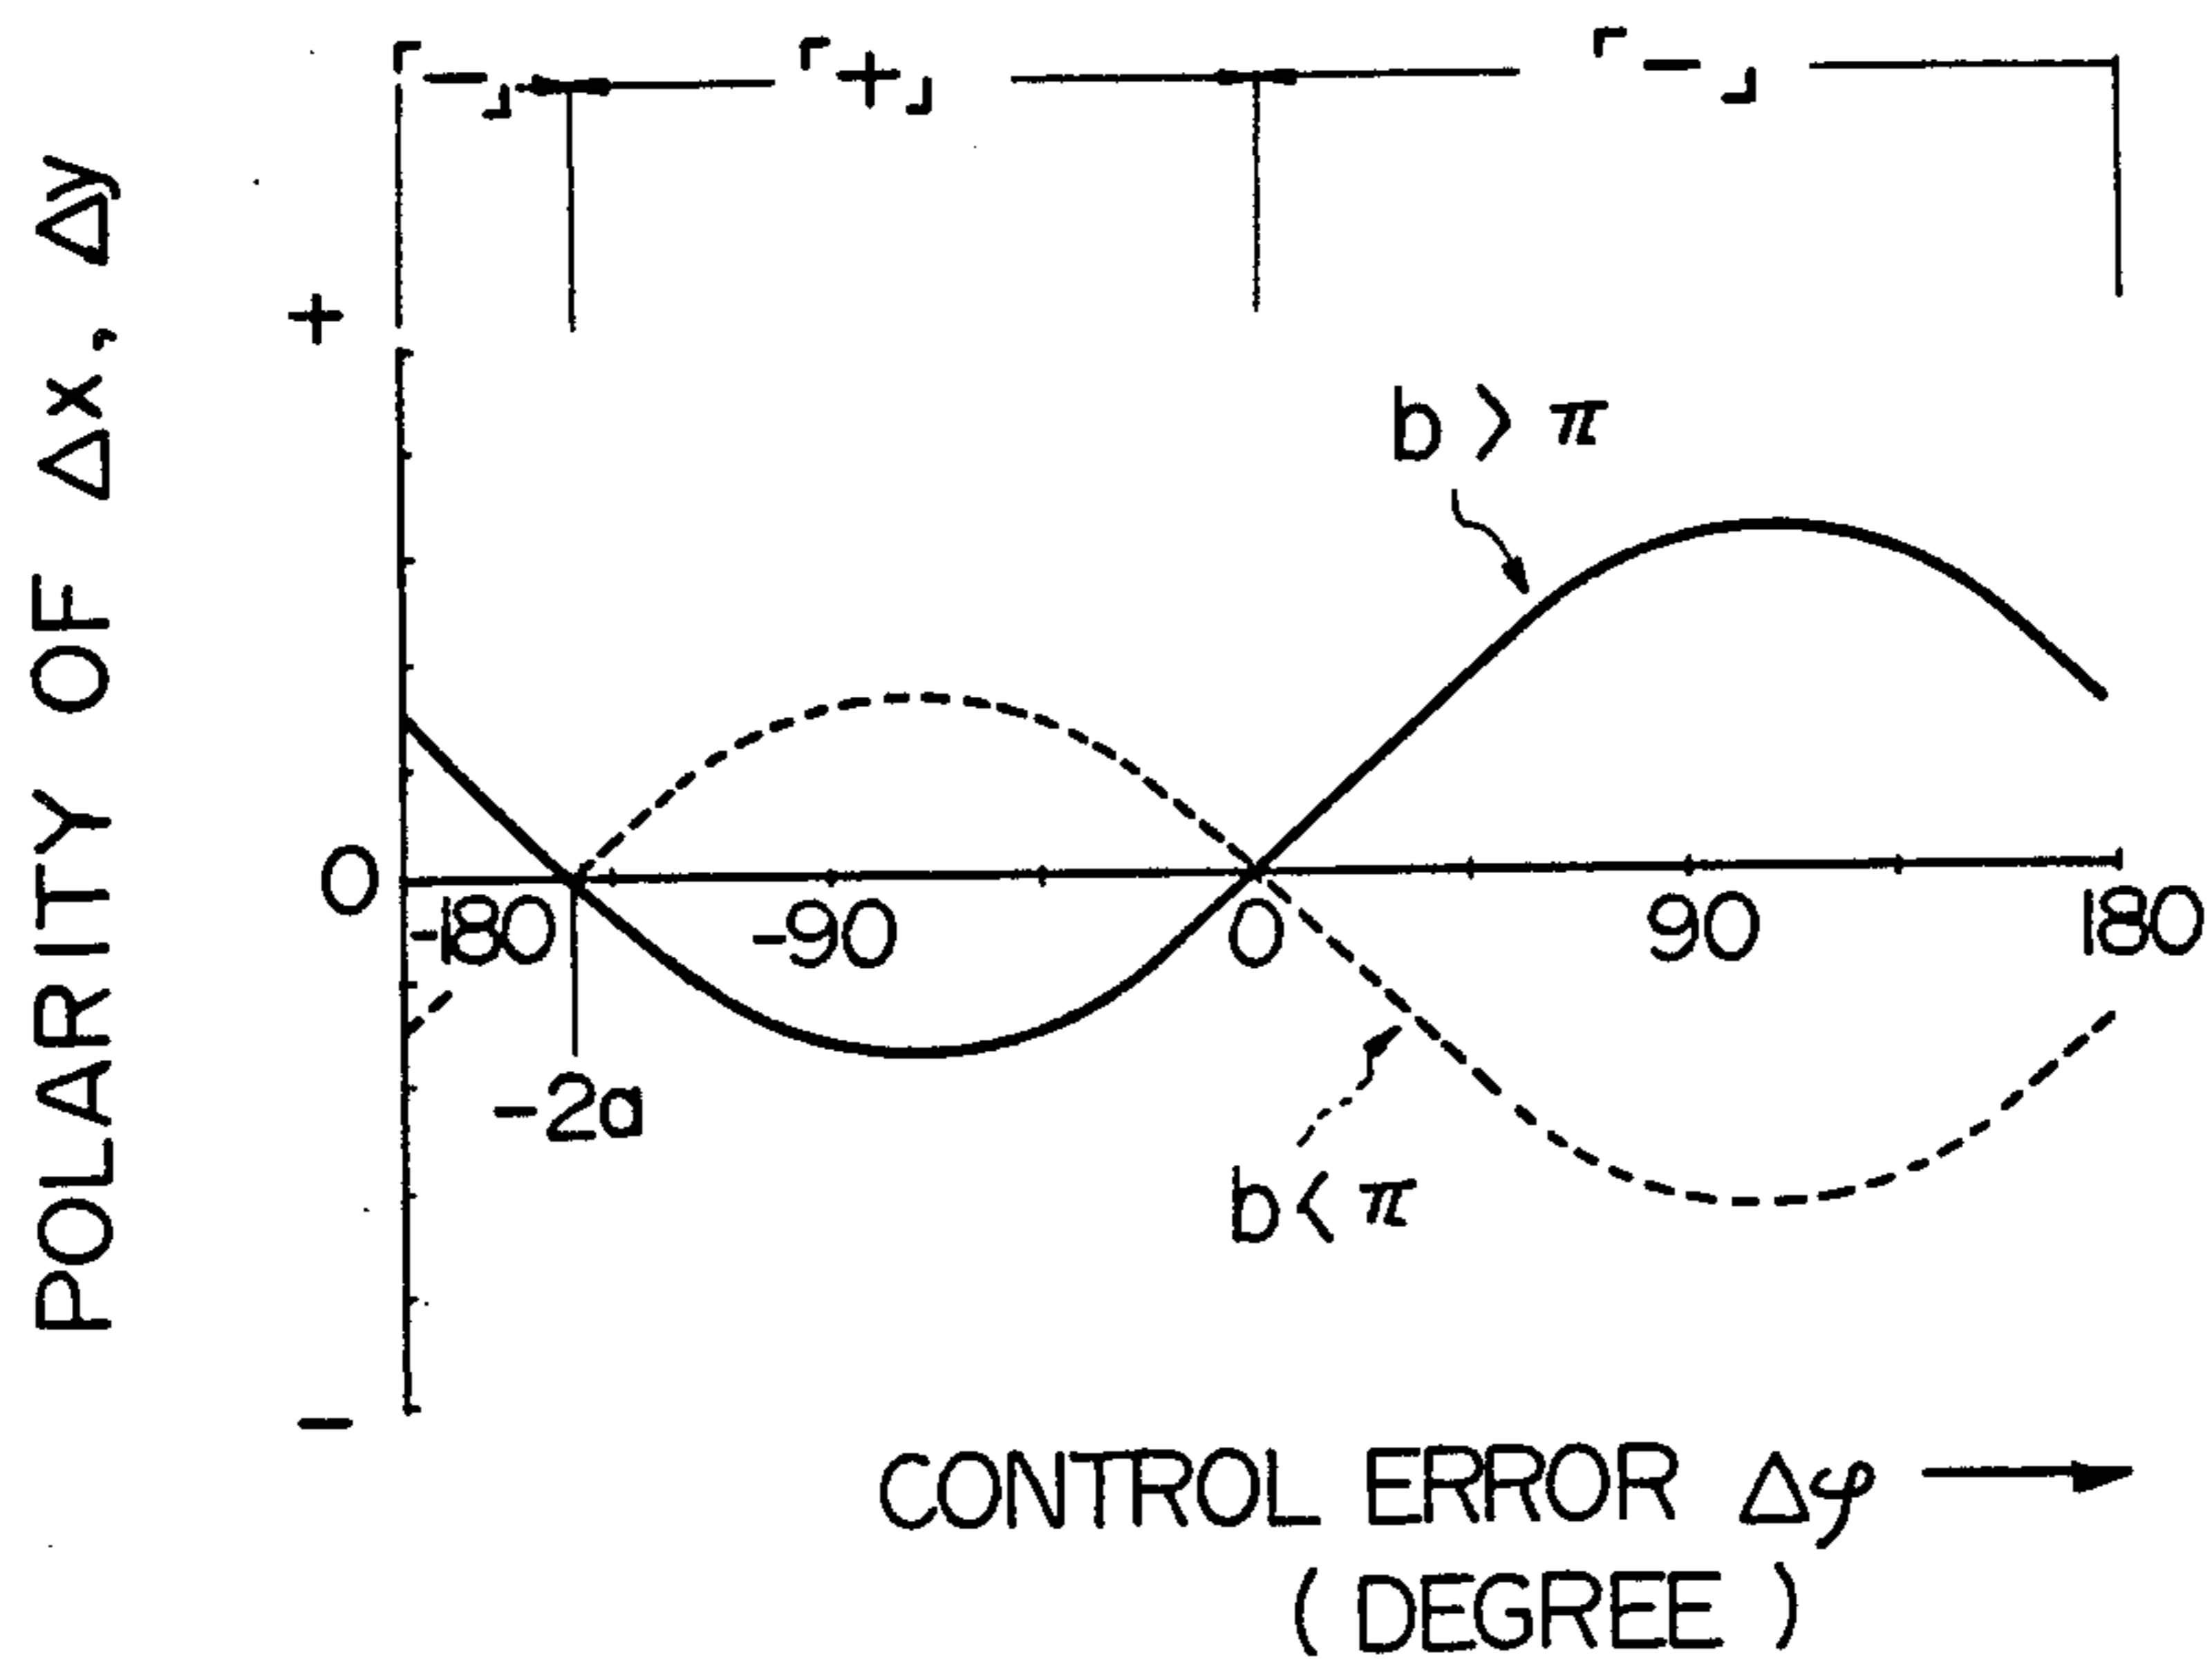 「-」 「+」 「-」
POLARITY OF Δx, Δy
+
b > π
0
-180 -90 0 90 180
-2a
b < π
-
CONTROL ERROR Δφ
( DEGREE )